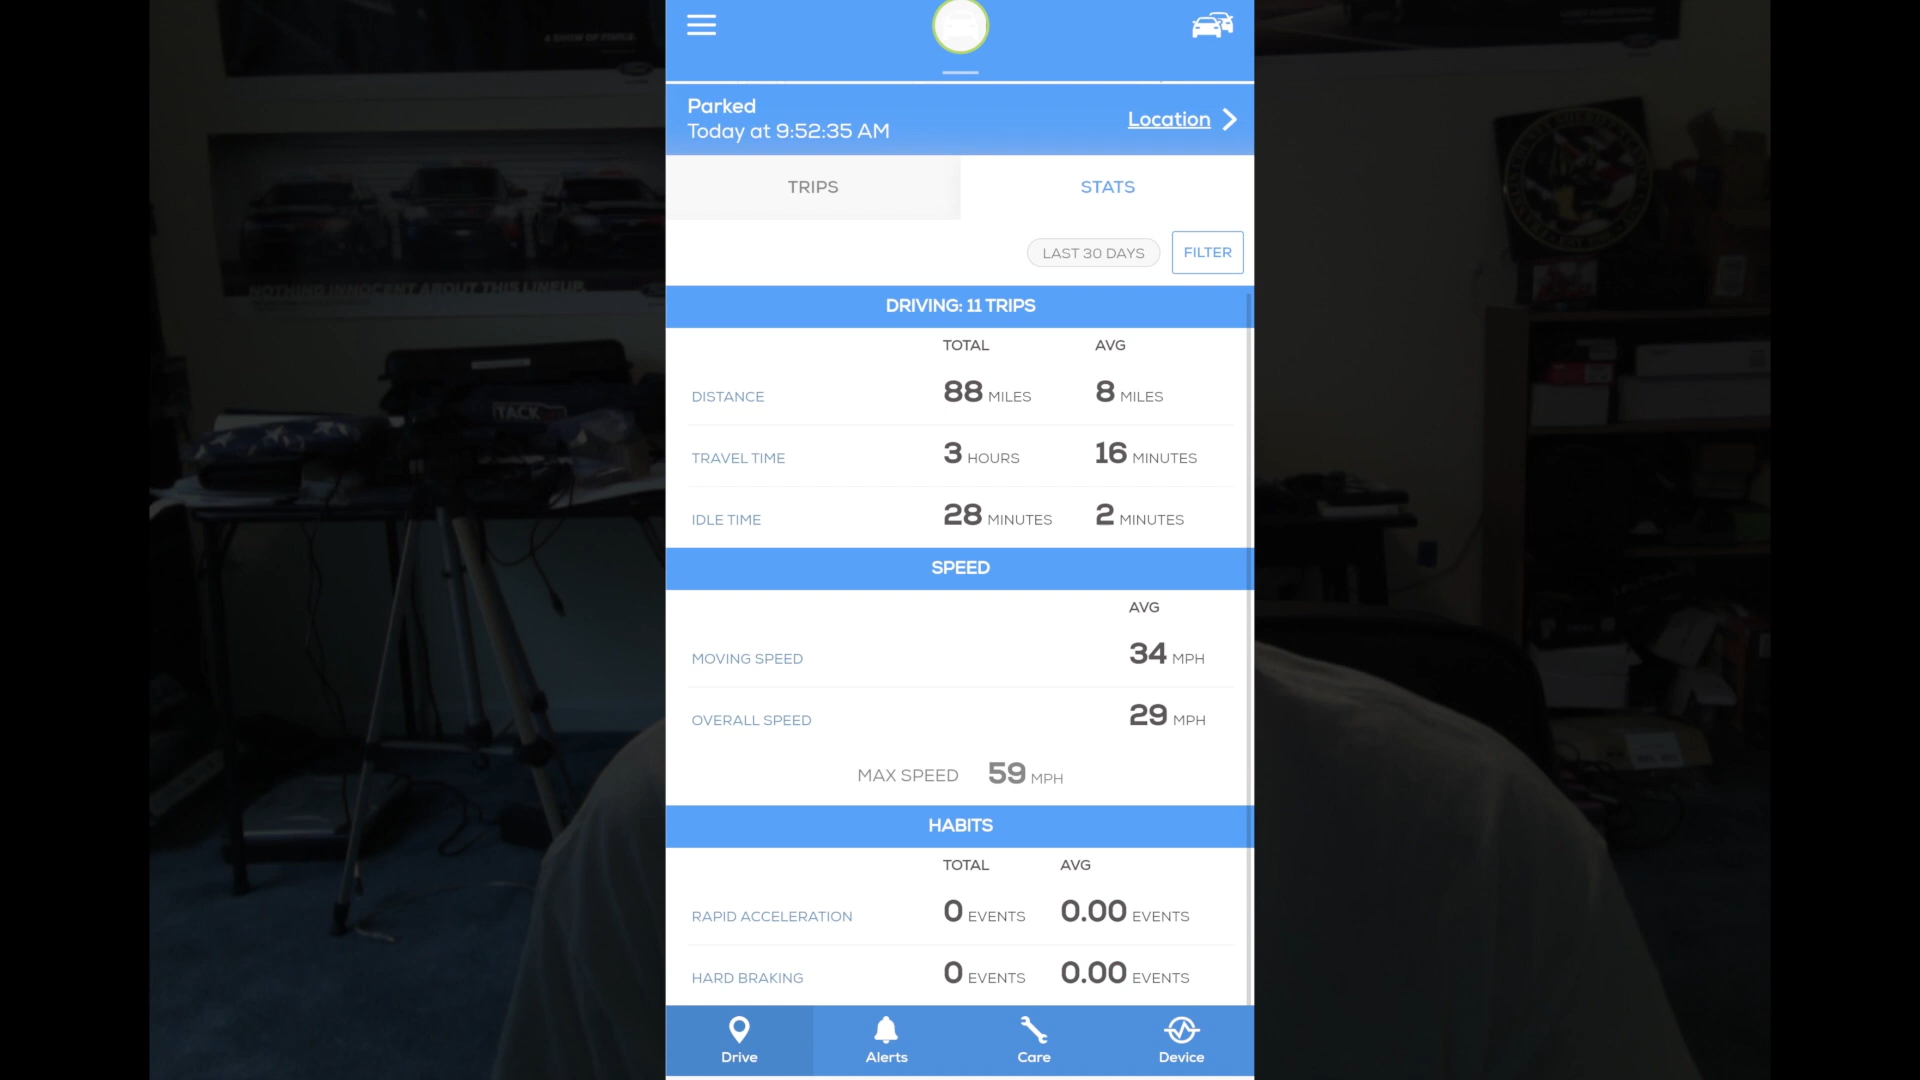 A SHOW OF FORCE.
Parked
Today at 9:52:35 AM
Location
TRIPS
STATS
LAST 30 DAYS
FILTER
NOTHING INNOCENT ABOUT THIS LINEUP.
DRIVING: 11 TRIPS
TOTAL AVG
DISTANCE 88 MILES 8 MILES
TRAVEL TIME 3 HOURS 16 MINUTES
IDLE TIME 28 MINUTES 2 MINUTES
SPEED
AVG
MOVING SPEED 34 MPH
OVERALL SPEED 29 MPH
MAX SPEED 59 MPH
HABITS
TOTAL AVG
RAPID ACCELERATION 0 EVENTS 0.00 EVENTS
HARD BRAKING 0 EVENTS 0.00 EVENTS
Drive Alerts Care Device